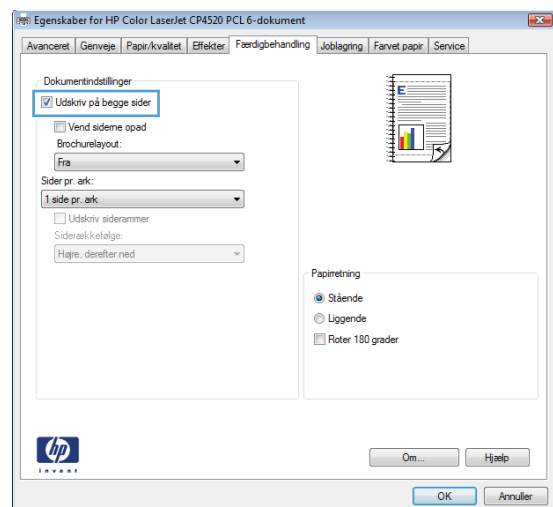 Egenskaber for HP Color LaserJet CP4520 PCL 6-dokument
Avanceret Genveje Papir/kvalitet Effekter Færdigbehandling Joblagring Farvet papir Service
Dokumentindstillinger
Udskriv på begge sider
Vend siderne opad
Brochurelayout:
Fra
Sider pr. ark:
1 side pr. ark
Udskriv siderammer
Siderækkefølge:
Højre, derefter ned
E
Papirretning
Stående
Liggende
Roter 180 grader
hp
invent
Om... Hjælp
OK Annuller